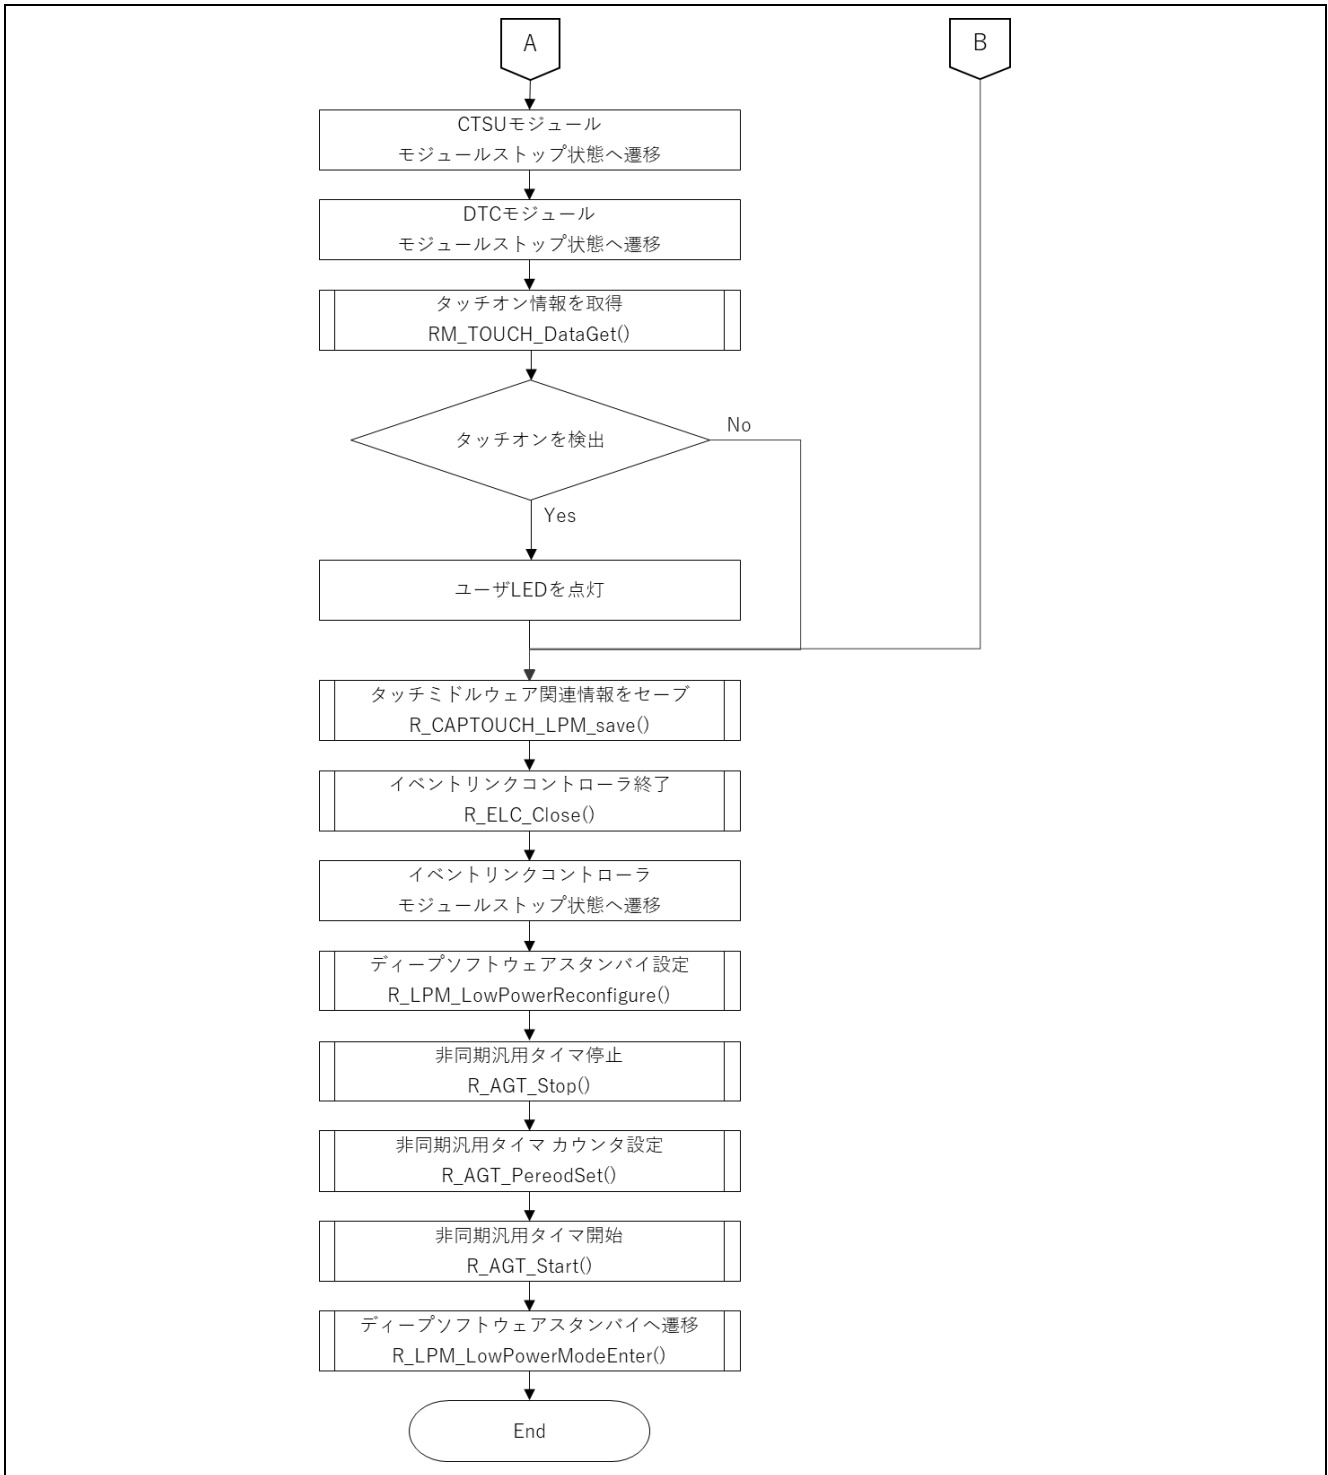 A
B
CTSUモジュール
モジュールストップ状態へ遷移
DTCモジュール
モジュールストップ状態へ遷移
タッチオン情報を取得
RM_TOUCH_DataGet()
タッチオンを検出
No
Yes
ユーザLEDを点灯
タッチミドルウェア関連情報をセーブ
R_CAPTOUCH_LPM_save()
イベントリンクコントローラ終了
R_ELC_Close()
イベントリンクコントローラ
モジュールストップ状態へ遷移
ディープソフトウェアスタンバイ設定
R_LPM_LowPowerReconfigure()
非同期汎用タイマ停止
R_AGT_Stop()
非同期汎用タイマ カウンタ設定
R_AGT_PereodSet()
非同期汎用タイマ開始
R_AGT_Start()
ディープソフトウェアスタンバイへ遷移
R_LPM_LowPowerModeEnter()
End